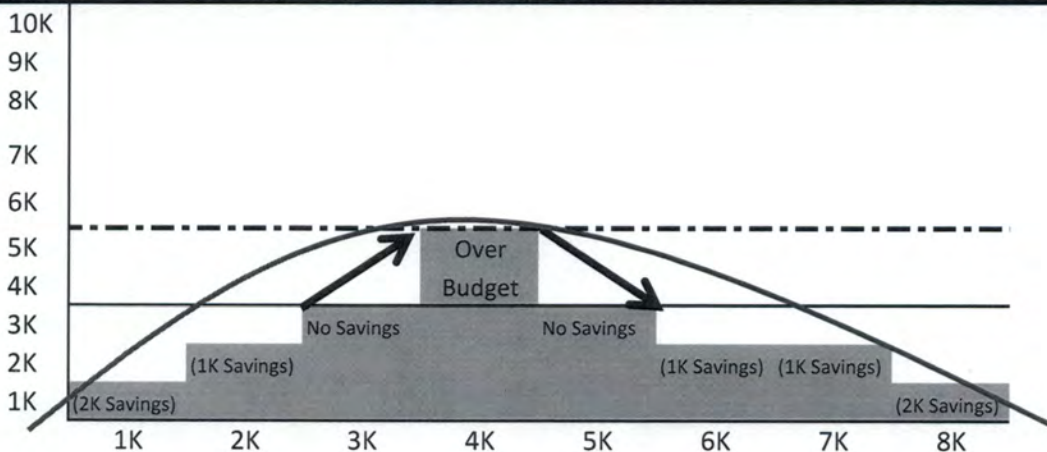 10K
9K
8K
7K
6K
5K
4K
3K
2K
1K
Over
Budget
No Savings
No Savings
(1K Savings)
(1K Savings)
(1K Savings)
(2K Savings)
(2K Savings)
1K
2K
3K
4K
5K
6K
7K
8K